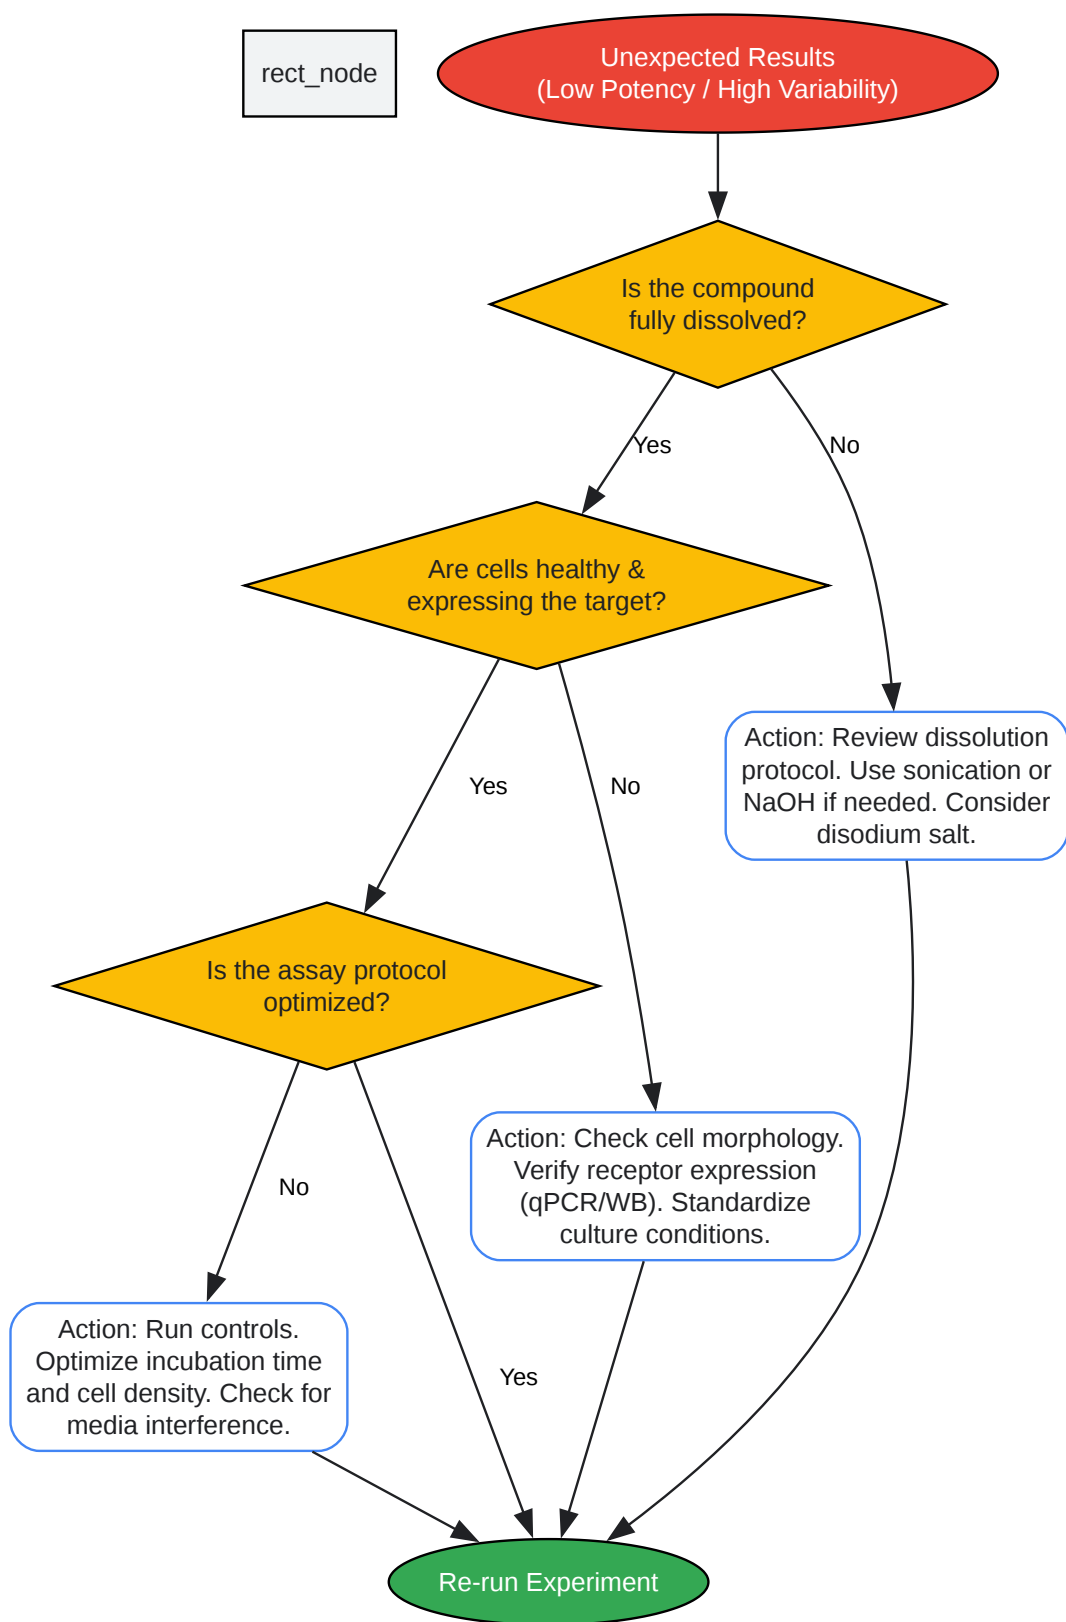 rect_node
Unexpected Results
(Low Potency / High Variability)
Is the compound
fully dissolved?
Yes
No
Are cells healthy &
expressing the target?
Yes
No
Action: Review dissolution
protocol. Use sonication or
NaOH if needed. Consider
disodium salt.
Is the assay protocol
optimized?
No
Yes
Action: Check cell morphology.
Verify receptor expression
(qPCR/WB). Standardize
culture conditions.
Action: Run controls.
Optimize incubation time
and cell density. Check for
media interference.
Re-run Experiment